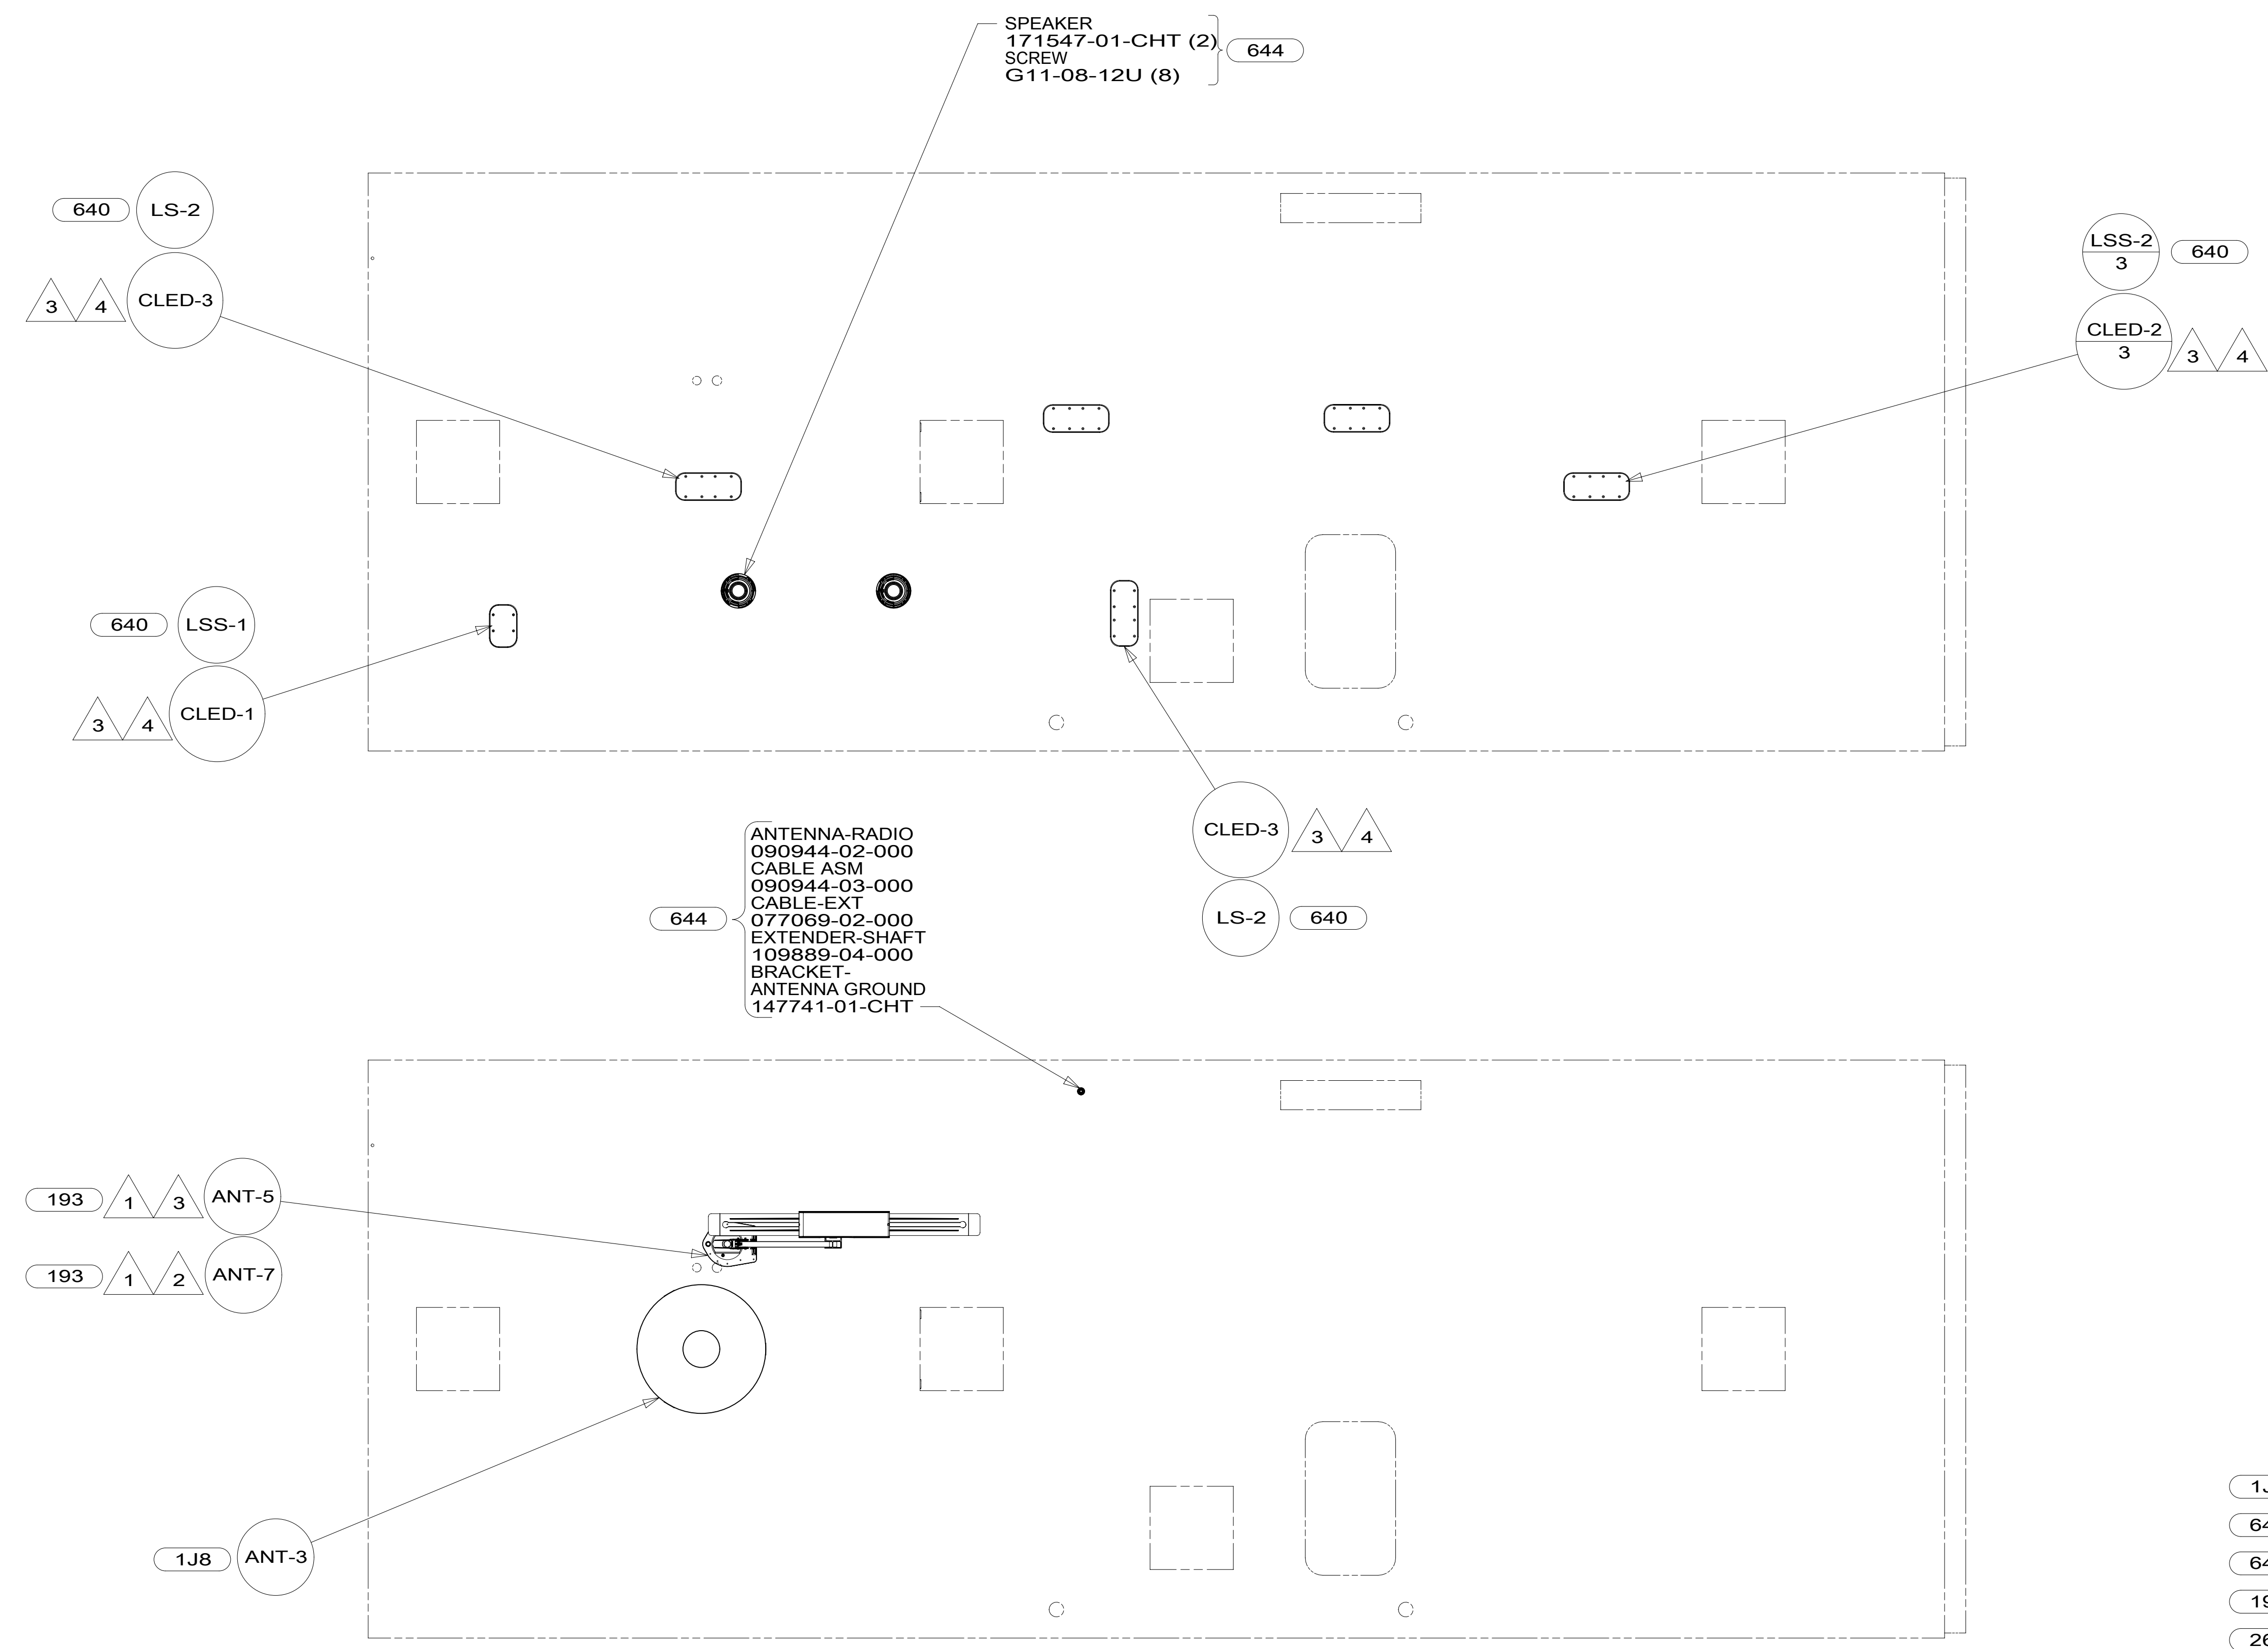 SPEAKER
171547-01-CHT (2)
SCREW
G11-08-12U (8)
644
640 LS-2
3 4 CLED-3
LSS-2
3
640
CLED-2
3
3 4
640 LSS-1
3 4 CLED-1
CLED-3 3 4
LS-2 640
644
ANTENNA-RADIO
090944-02-000
CABLE ASM
090944-03-000
CABLE-EXT
077069-02-000
EXTENDER-SHAFT
109889-04-000
BRACKET-
ANTENNA GROUND
147741-01-CHT
193 1 3 ANT-5
193 1 2 ANT-7
1J8 ANT-3